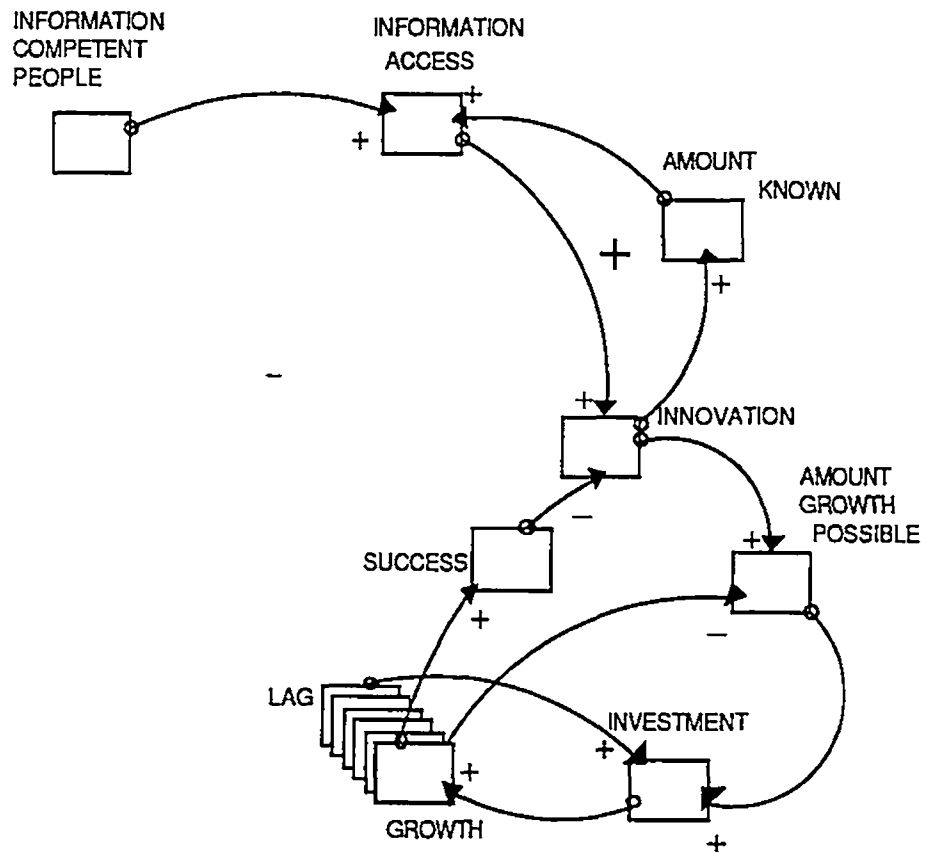 INFORMATION
COMPETENT
PEOPLE
INFORMATION
ACCESS
+
+
AMOUNT
KNOWN
+
+
-
+
INNOVATION
AMOUNT
GROWTH
POSSIBLE
-
+
SUCCESS
+
-
LAG
INVESTMENT
+
+
GROWTH
+